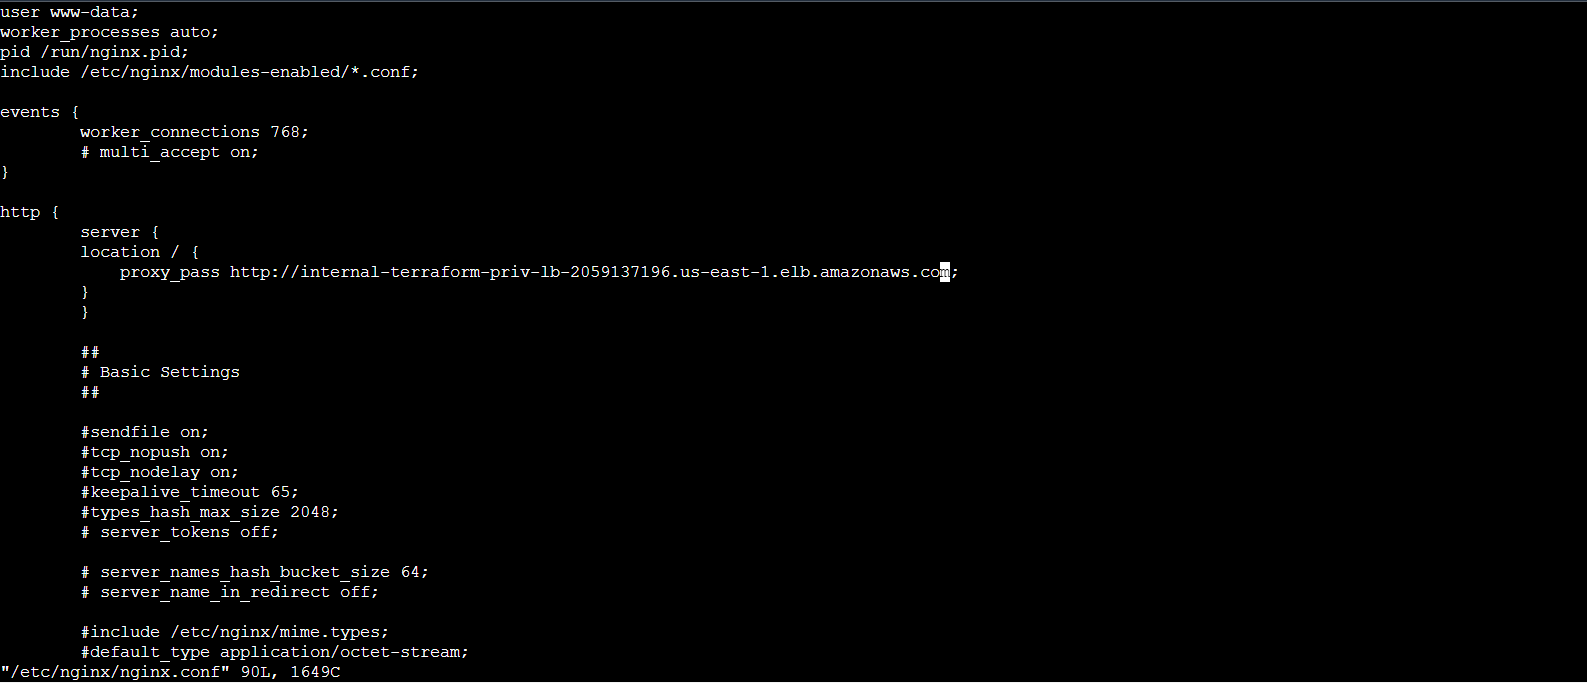 user www-data;
worker_processes auto;
pid /run/nginx.pid;
include /etc/nginx/modules-enabled/*.conf;
events {
worker_connections 768;
# multi_accept on;
}
http {
server {
location / {
proxy_pass http://internal-terraform-priv-lb-2059137196.us-east-1.elb.amazonaws.com;
}
}
##
# Basic Settings
##
#sendfile on;
#tcp_nopush on;
#tcp_nodelay on;
#keepalive_timeout 65;
#types_hash_max_size 2048;
# server_tokens off;
# server_names_hash_bucket_size 64;
# server_name_in_redirect off;
#include /etc/nginx/mime.types;
#default_type application/octet-stream;
"/etc/nginx/nginx.conf" 90L, 1649C